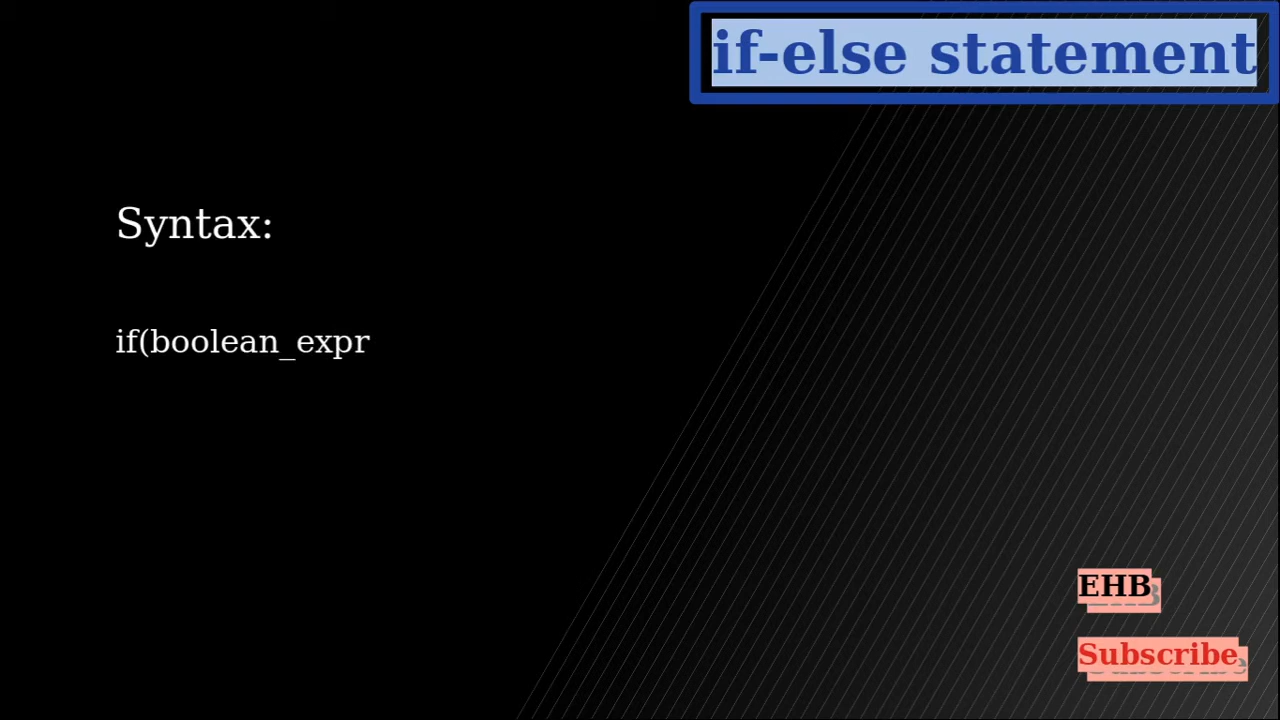 if-else statement
Syntax:
if(boolean_expr
EHB
Subscribe